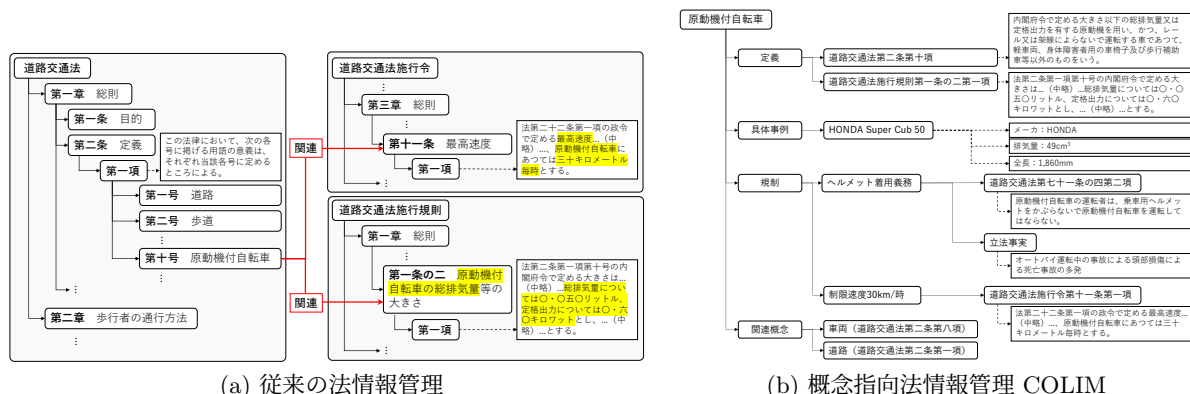 道路交通法
第一章 総則
第一条 目的
第二条 定義
この法律において、次の各
号に掲げる用語の意義は、
それぞれ当該各号に定める
ところによる。
第一項
第一号 道路
第二号 歩道
⋮
第十号 原動機付自転車
⋮
⋮
第二章 歩行者の通行方法
⋮
関連
関連
道路交通法施行令
⋮
第三章 総則
⋮
第十一条 最高速度
法第二十二条第一項の政令
で定める最高速度…（中
略）…、原動機付自転車に
あつては三十キロメートル
毎時とする。
第一項
⋮
道路交通法施行規則
第一章 総則
⋮
第一条の二 原動機付
自転車の総排気量等の
大きさ
法第二条第一項第十号の内
閣府令で定める大きさは…
（中略）…総排気量につい
ては〇・〇五〇リットル、
定格出力については〇・六
〇キロワットとし、…（中
略）…とする。
第一項
⋮
(a) 従来の法情報管理
原動機付自転車
定義
道路交通法第二条第十項
内閣府令で定める大きさ以下の総排気量又は
定格出力を有する原動機を用い、かつ、レー
ル又は架線によらないで運転する車であつて、
軽車両、身体障害者用の車椅子及び歩行補助
車等以外のものをいう。
道路交通法施行規則第一条の二第一項
法第二条第一項第十号の内閣府令で定める大
きさは…（中略）…総排気量については〇・〇
五〇リットル、定格出力については〇・六〇
キロワットとし、…（中略）…とする。
具体事例
HONDA Super Cub 50
メーカ：HONDA
排気量：49cm³
全長：1,860mm
規制
ヘルメット着用義務
道路交通法第七十一条の四第二項
原動機付自転車の運転者は、乗車用ヘルメッ
トをかぶらないで原動機付自転車を運転して
はならない。
立法事実
オートバイ運転中の事故による頭部損傷によ
る死亡事故の多発
制限速度30km/時
道路交通法施行令第十一条第一項
法第二十二条第一項の政令で定める最高速度…
（中略）…、原動機付自転車にあつては三十
キロメートル毎時とする。
関連概念
車両（道路交通法第二条第八項）
道路（道路交通法第二条第一項）
(b) 概念指向法情報管理 COLIM